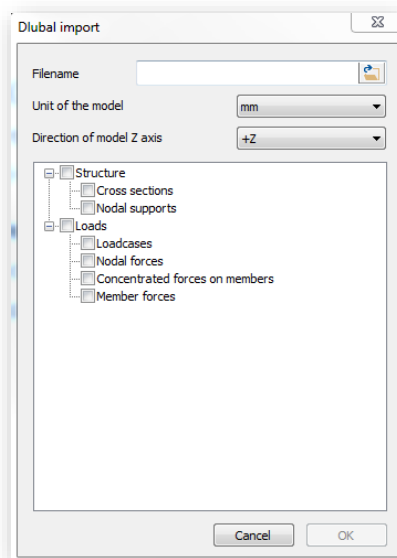 Dlubal import
Filename
Unit of the model mm
Direction of model Z axis +Z
Structure
Cross sections
Nodal supports
Loads
Loadcases
Nodal forces
Concentrated forces on members
Member forces
Cancel OK